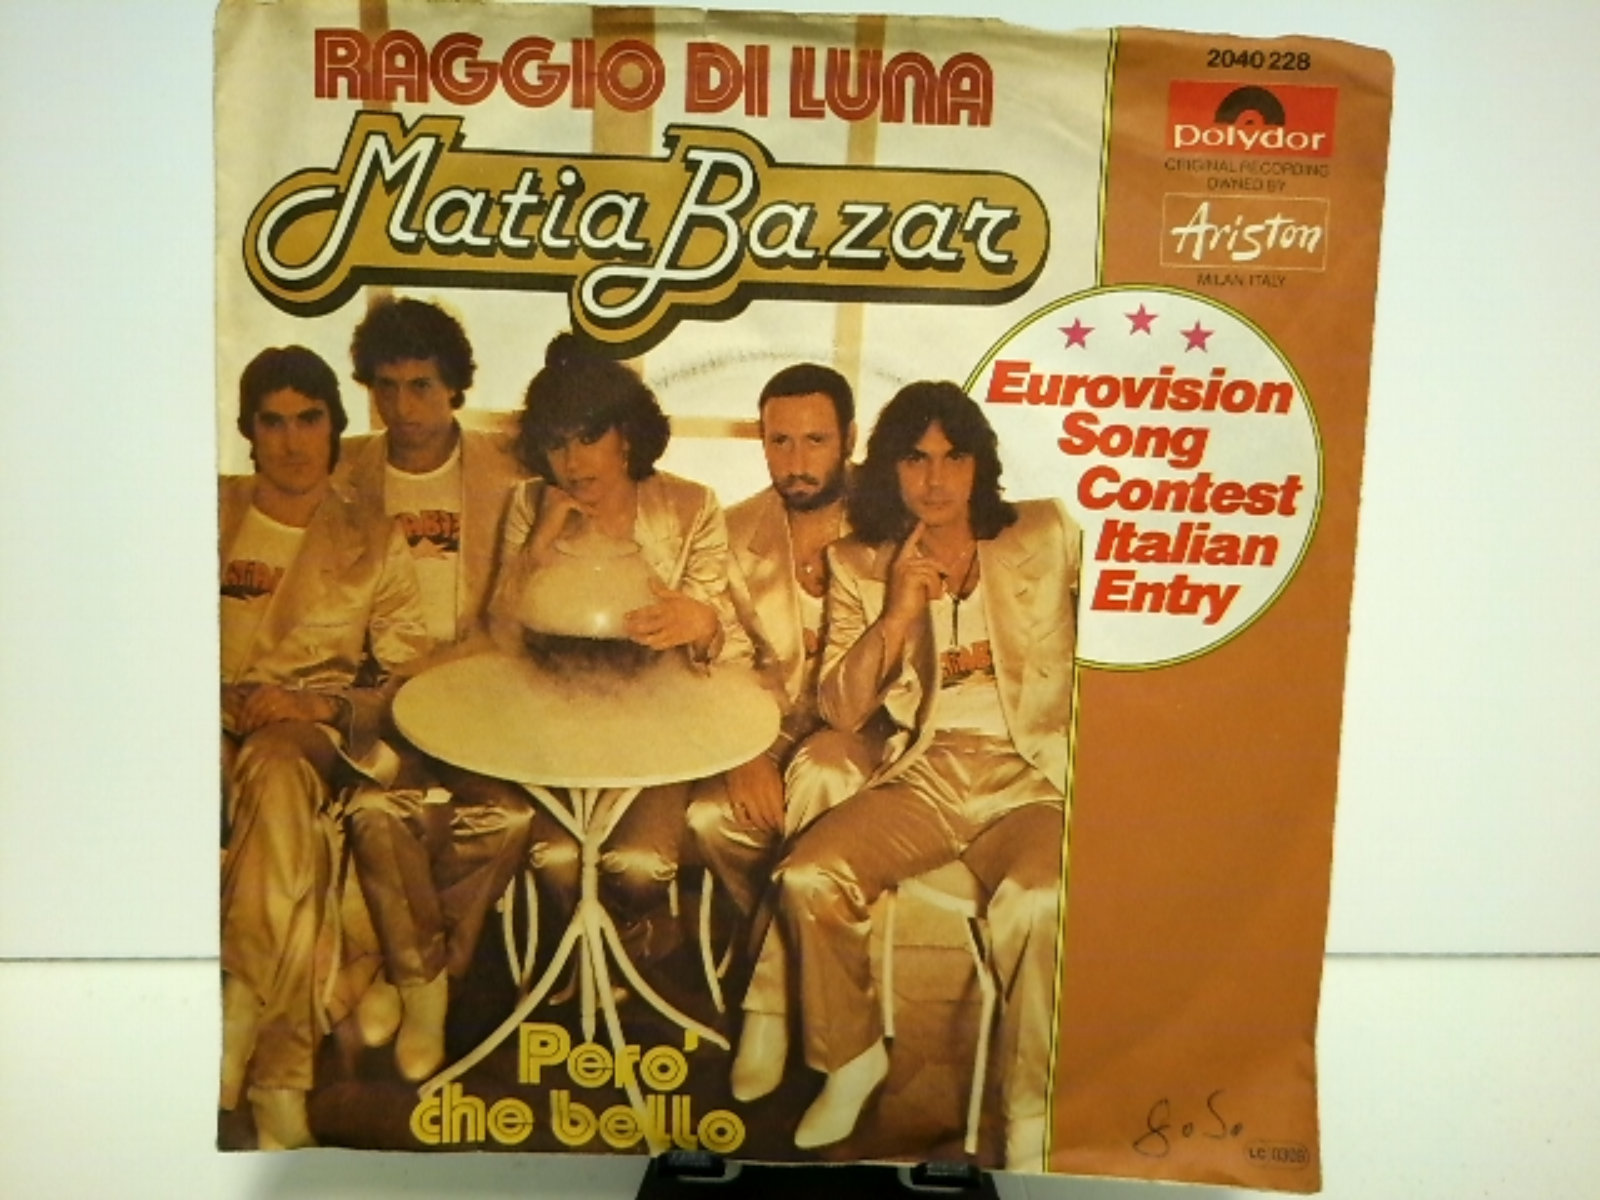 RAGGIO DI LUNA
Matia Bazar
2040 228
polydor
ORIGINAL RECORDING
OWNED BY
Ariston
MILAN ITALY
Eurovision
Song
Contest
Italian
Entry
Pero'
che bello